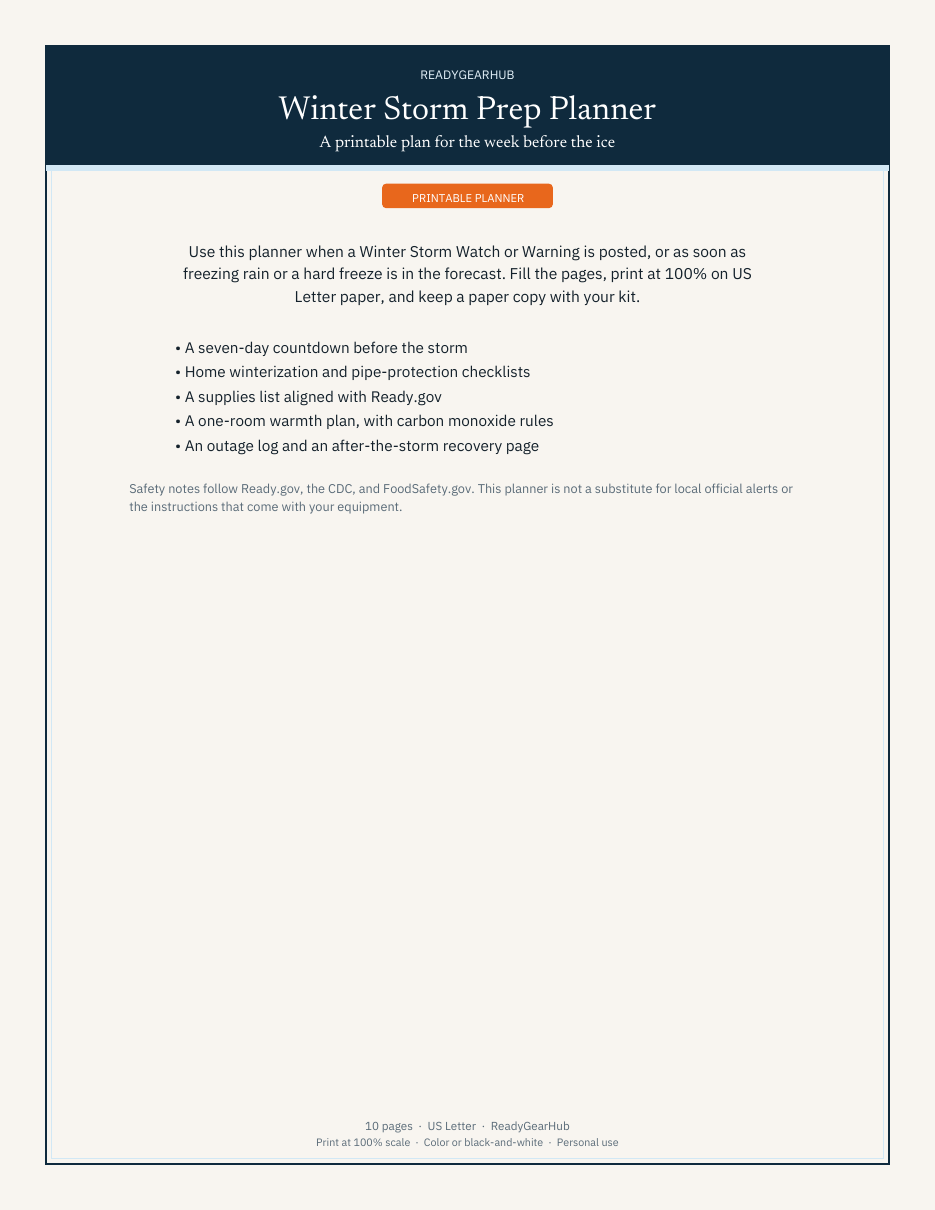 READYGEARHUB
Winter Storm Prep Planner
A printable plan for the week before the ice
PRINTABLE PLANNER
Use this planner when a Winter Storm Watch or Warning is posted, or as soon as
freezing rain or a hard freeze is in the forecast. Fill the pages, print at 100% on US
Letter paper, and keep a paper copy with your kit.
• A seven-day countdown before the storm
• Home winterization and pipe-protection checklists
• A supplies list aligned with Ready.gov
• A one-room warmth plan, with carbon monoxide rules
• An outage log and an after-the-storm recovery page
Safety notes follow Ready.gov, the CDC, and FoodSafety.gov. This planner is not a substitute for local official alerts or
the instructions that come with your equipment.
10 pages · US Letter · ReadyGearHub
Print at 100% scale · Color or black-and-white · Personal use